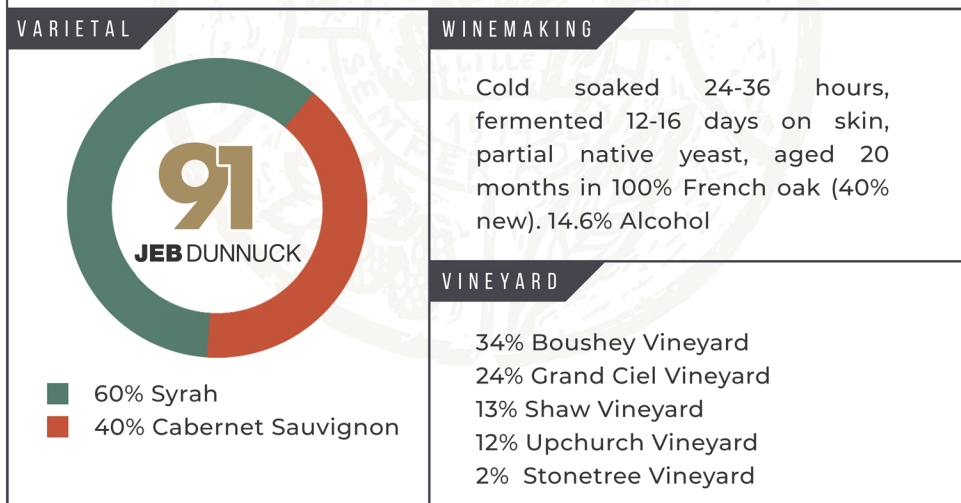 VARIETAL
91
JEB DUNNUCK
60% Syrah
40% Cabernet Sauvignon
WINEMAKING
Cold soaked 24-36 hours,
fermented 12-16 days on skin,
partial native yeast, aged 20
months in 100% French oak (40%
new). 14.6% Alcohol
VINEYARD
34% Boushey Vineyard
24% Grand Ciel Vineyard
13% Shaw Vineyard
12% Upchurch Vineyard
2% Stonetree Vineyard